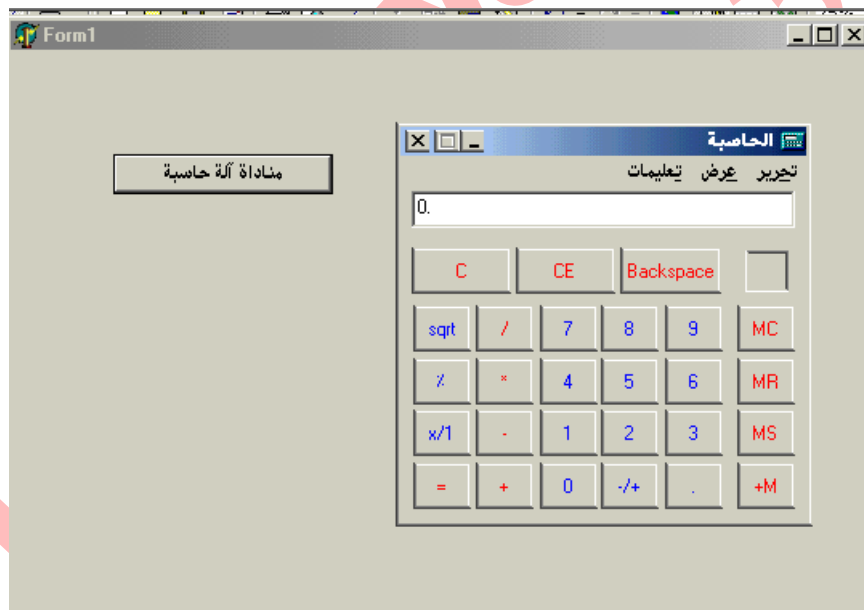 Form1
الحاسبة
مناداة آلة حاسبة
تحرير عرض تعليمات
0.
C CE Backspace
sqrt / 7 8 9 MC
% * 4 5 6 MR
x/1 - 1 2 3 MS
= + 0 -/+ . +M